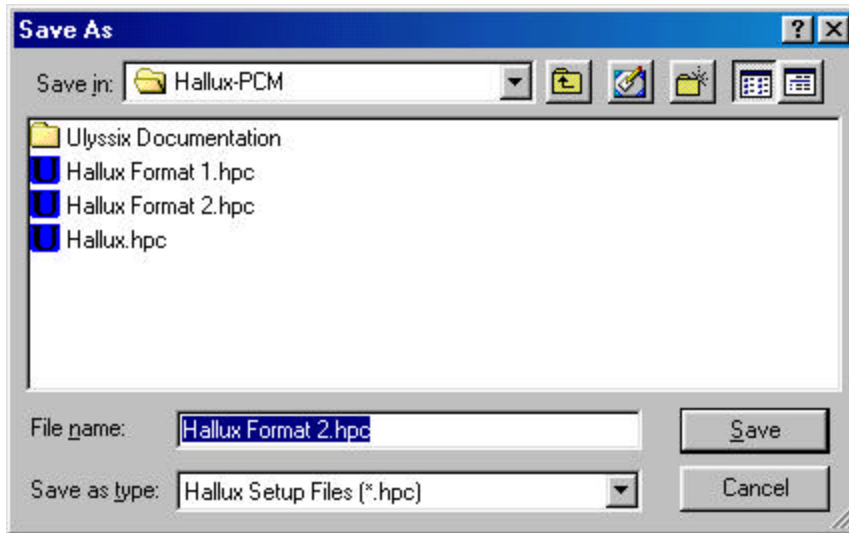 Save As
Save in: Hallux-PCM
Ulyssix Documentation
U Hallux Format 1.hpc
U Hallux Format 2.hpc
U Hallux.hpc
File name: Hallux Format 2.hpc Save
Save as type: Hallux Setup Files (*.hpc) Cancel